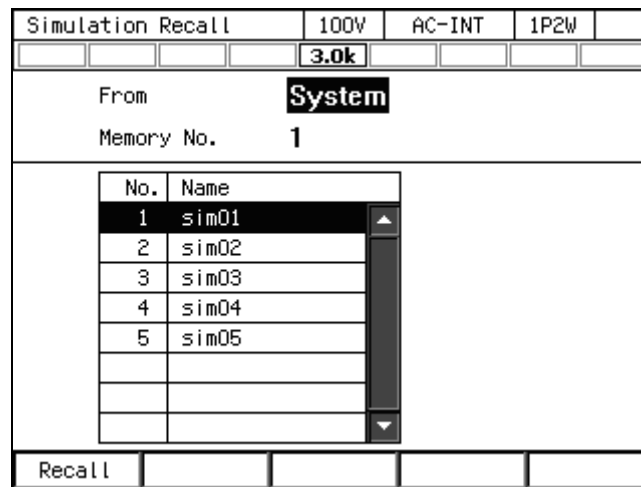 Simulation Recall 100V AC-INT 1P2W
3.0k
From System
Memory No. 1
No. Name
1 sim01
2 sim02
3 sim03
4 sim04
5 sim05
Recall